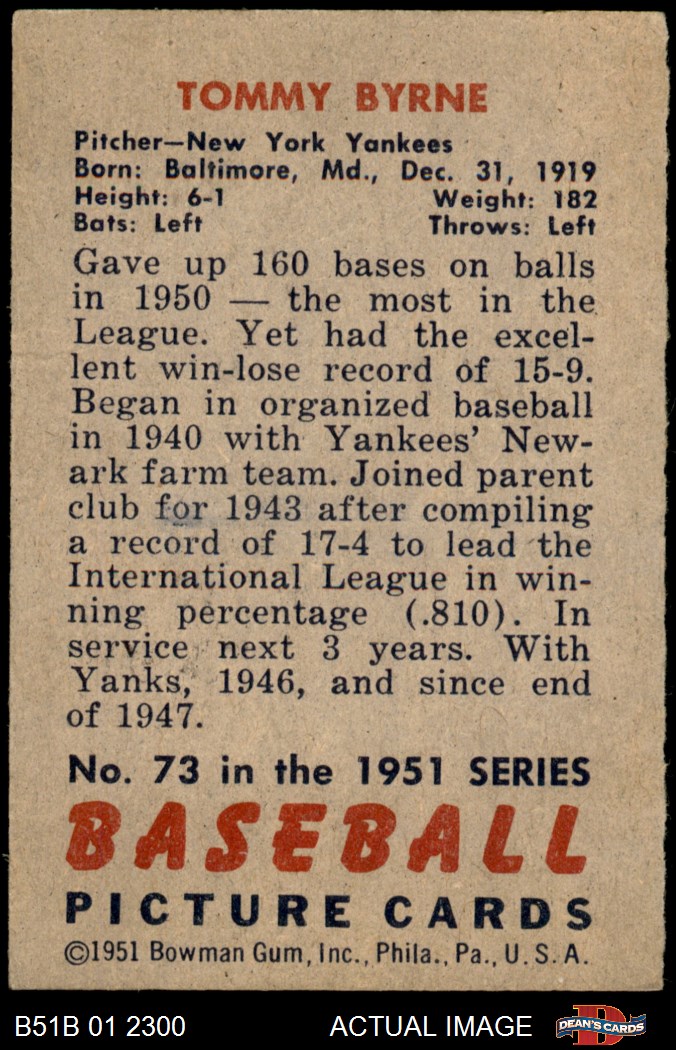 TOMMY BYRNE
Pitcher—New York Yankees
Born: Baltimore, Md., Dec. 31, 1919
Height: 6-1 Weight: 182
Bats: Left Throws: Left
Gave up 160 bases on balls
in 1950 — the most in the
League. Yet had the excel-
lent win-lose record of 15-9.
Began in organized baseball
in 1940 with Yankees' New-
ark farm team. Joined parent
club for 1943 after compiling
a record of 17-4 to lead the
International League in win-
ning percentage (.810). In
service next 3 years. With
Yanks, 1946, and since end
of 1947.
No. 73 in the 1951 SERIES
BASEBALL
PICTURE CARDS
©1951 Bowman Gum, Inc., Phila., Pa., U. S. A.
B51B 01 2300 ACTUAL IMAGE DEAN'S CARDS